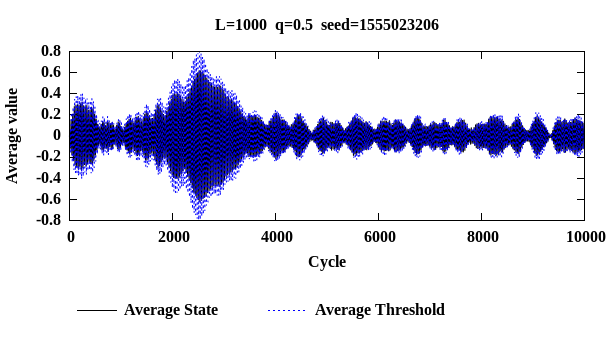 L=1000 q=0.5 seed=1555023206
0.8
0.6
0.4
0.2
0
-0.2
-0.4
-0.6
-0.8
Average value
0 2000 4000 6000 8000 10000
Cycle
Average State Average Threshold